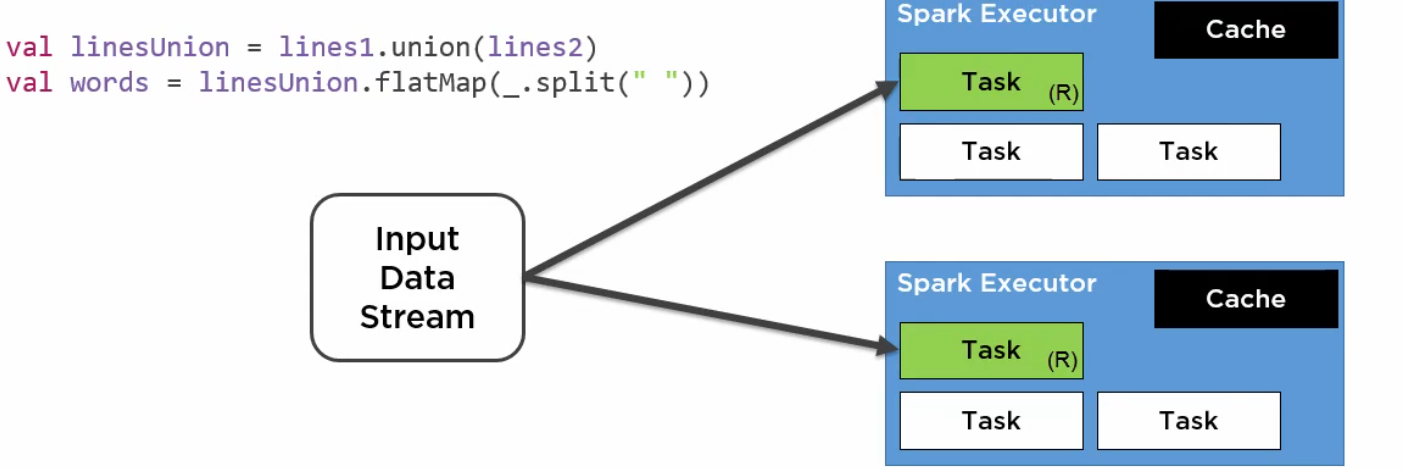 val linesUnion = lines1.union(lines2)
val words = linesUnion.flatMap(_.split(" "))
Input
Data
Stream
Spark Executor
Cache
Task (R)
Task Task
Spark Executor
Cache
Task (R)
Task Task